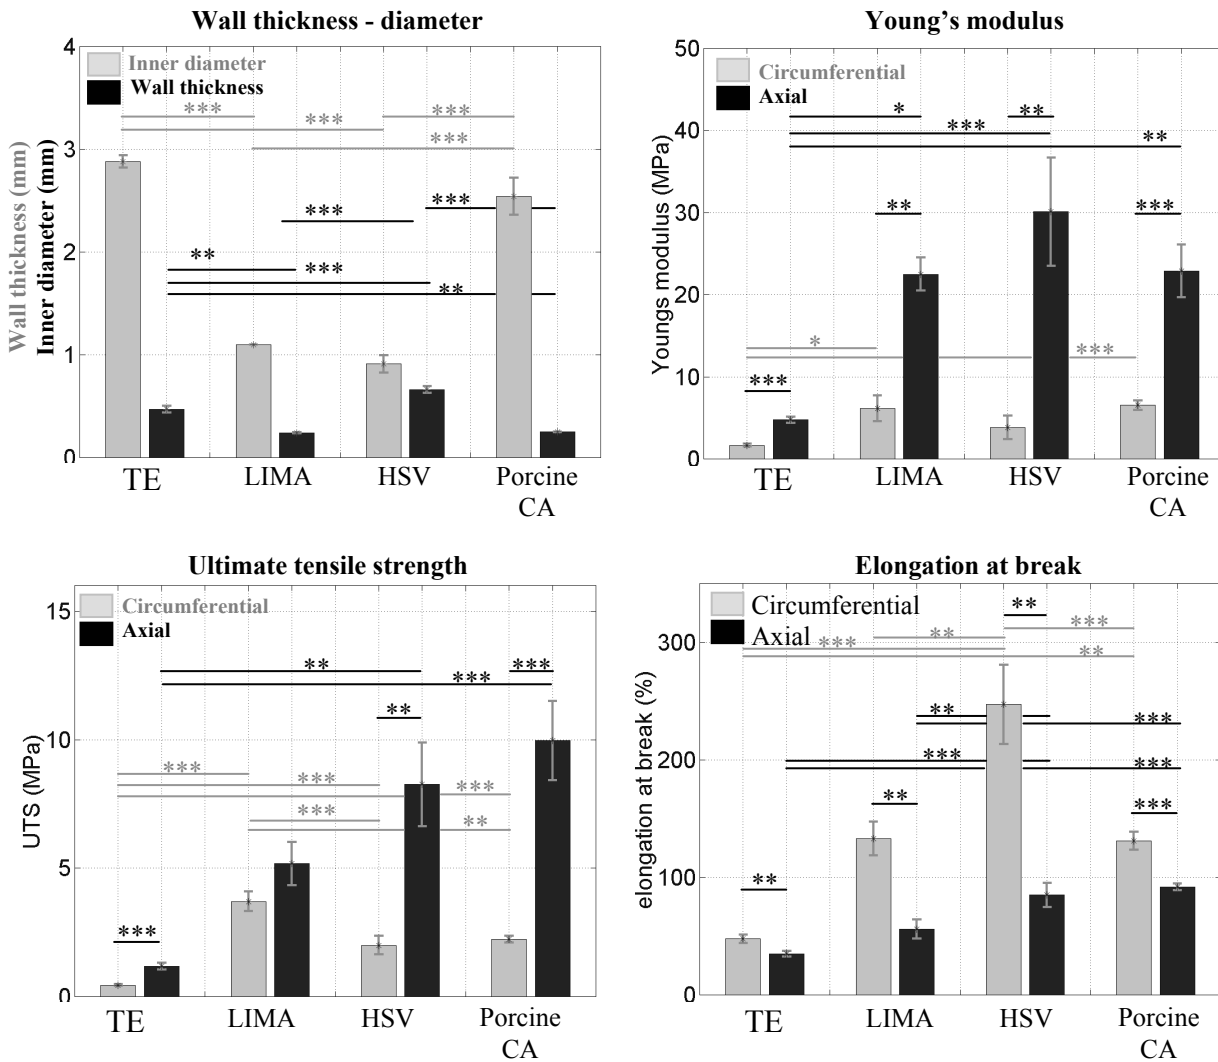 Wall thickness - diameter
Wall thickness (mm)
Inner diameter (mm)
4
3
2
1
0
Inner diameter
Wall thickness
***
***
***
***
***
***
**
***
**
TE
LIMA
HSV
Porcine
CA
Young's modulus
Youngs modulus (MPa)
50
40
30
20
10
0
Circumferential
Axial
*
**
***
**
**
***
*
***
***
TE
LIMA
HSV
Porcine
CA
Ultimate tensile strength
UTS (MPa)
15
10
5
0
Circumferential
Axial
**
***
***
**
***
***
***
***
**
***
TE
LIMA
HSV
Porcine
CA
Elongation at break
elongation at break (%)
300
200
100
0
Circumferential
Axial
**
***
**
***
**
**
***
***
***
**
***
**
TE
LIMA
HSV
Porcine
CA